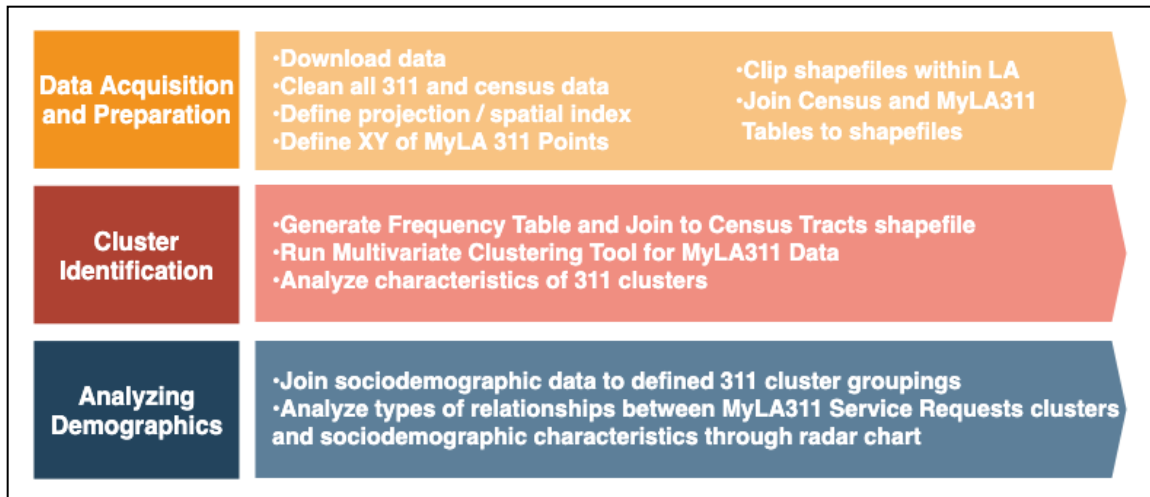 Data Acquisition
and Preparation
•Download data
•Clean all 311 and census data
•Define projection / spatial index
•Define XY of MyLA 311 Points
•Clip shapefiles within LA
•Join Census and MyLA311
Tables to shapefiles
Cluster
Identification
•Generate Frequency Table and Join to Census Tracts shapefile
•Run Multivariate Clustering Tool for MyLA311 Data
•Analyze characteristics of 311 clusters
Analyzing
Demographics
•Join sociodemographic data to defined 311 cluster groupings
•Analyze types of relationships between MyLA311 Service Requests clusters
and sociodemographic characteristics through radar chart